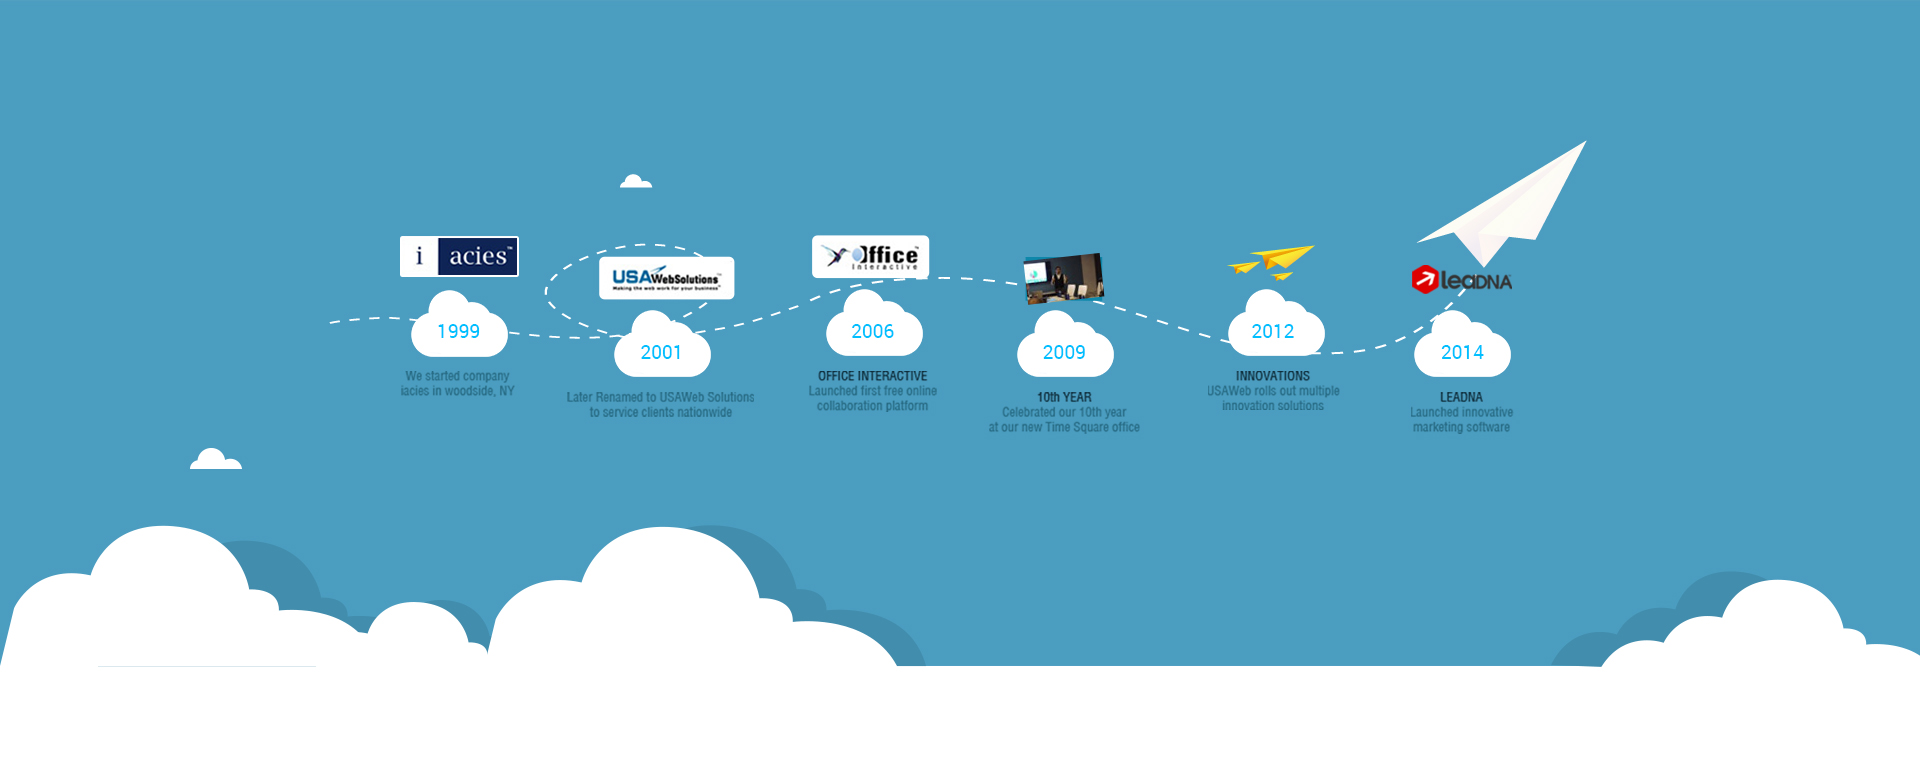 i acies™
1999
We started company
iacies in woodside, NY
USAWebSolutions™
Making the web work for your business™
2001
Later Renamed to USAWeb Solutions
to service clients nationwide
Office™
Interactive
2006
OFFICE INTERACTIVE
Launched first free online
collaboration platform
2009
10th YEAR
Celebrated our 10th year
at our new Time Square office
2012
INNOVATIONS
USAWeb rolls out multiple
innovation solutions
leaDNA
2014
LEADNA
Launched innovative
marketing software